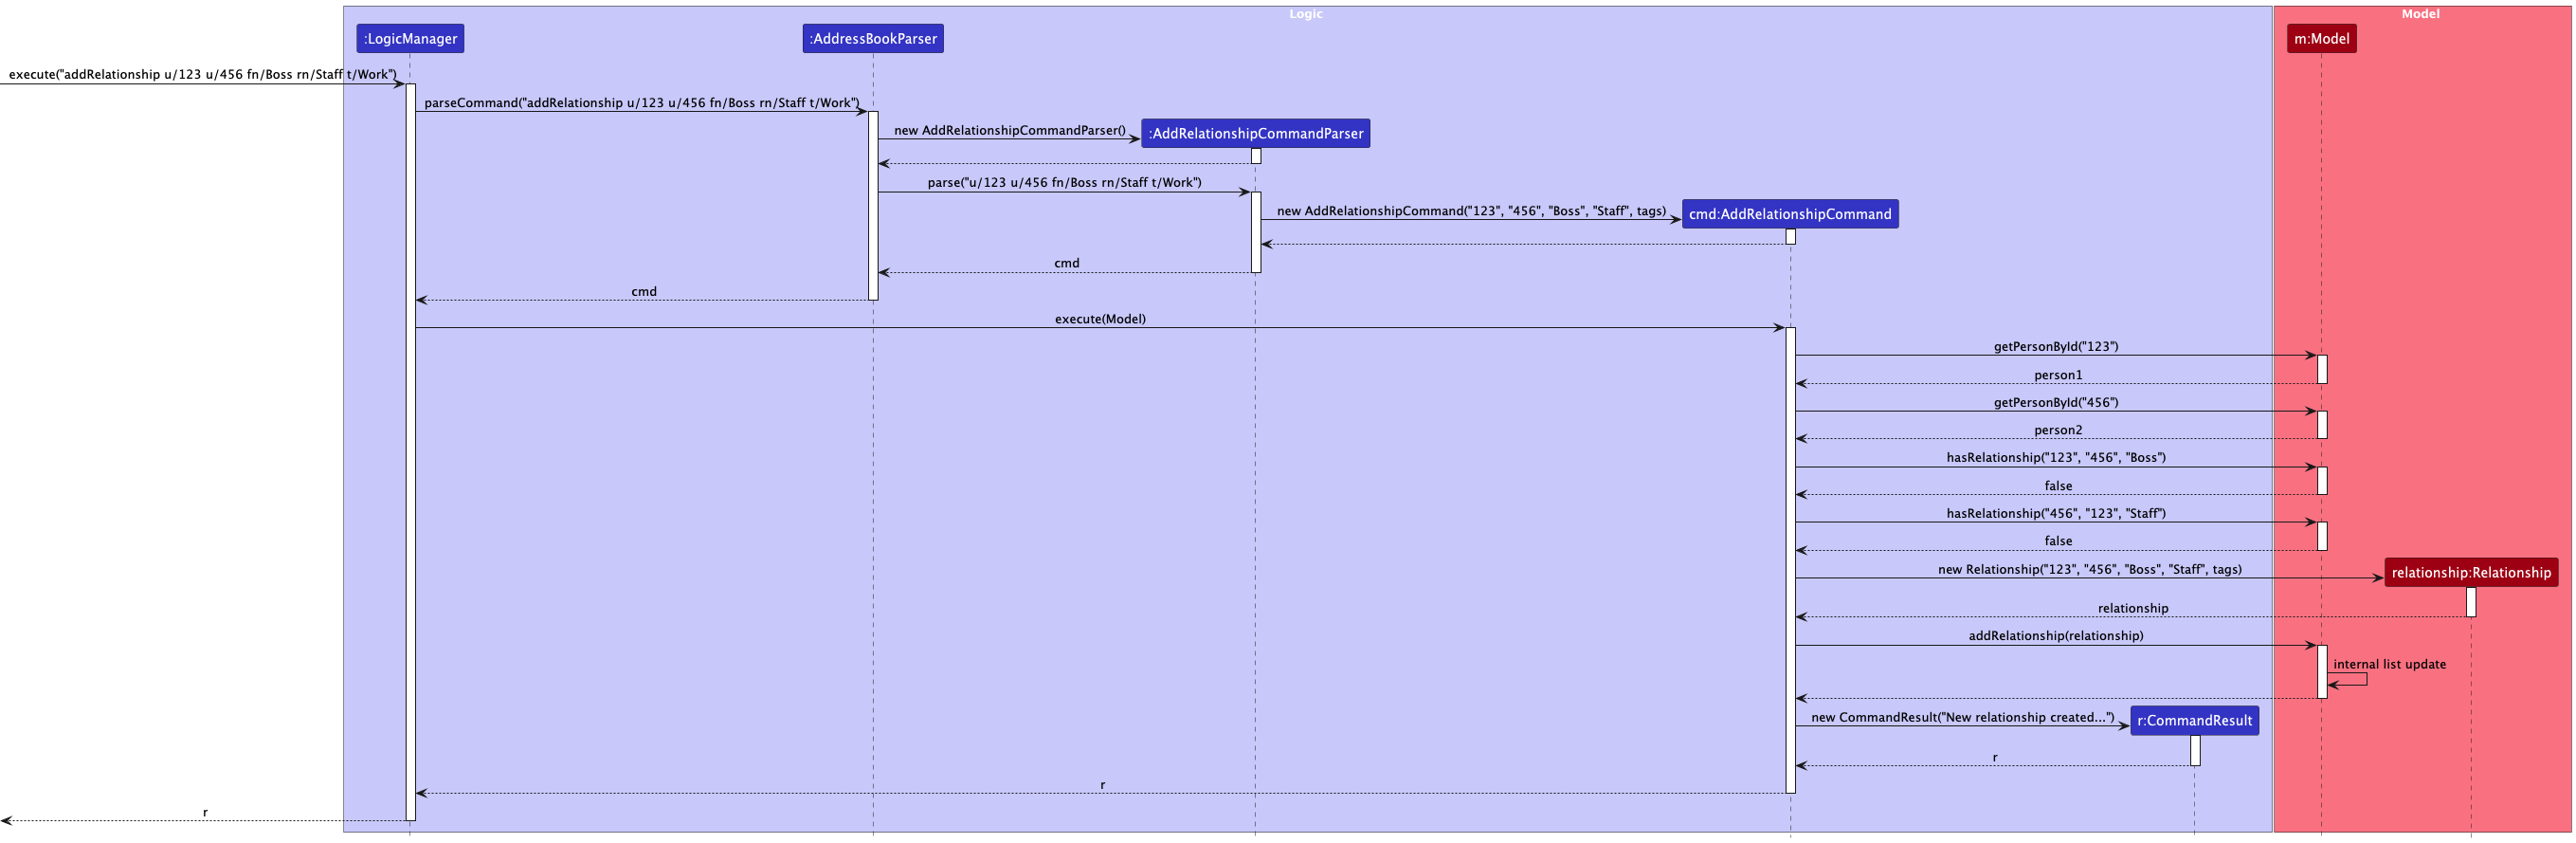 Logic
Model
:LogicManager
:AddressBookParser
m:Model
execute("addRelationship u/123 u/456 fn/Boss rn/Staff t/Work")
parseCommand("addRelationship u/123 u/456 fn/Boss rn/Staff t/Work")
new AddRelationshipCommandParser()
:AddRelationshipCommandParser
parse("u/123 u/456 fn/Boss rn/Staff t/Work")
new AddRelationshipCommand("123", "456", "Boss", "Staff", tags)
cmd:AddRelationshipCommand
cmd
cmd
execute(Model)
getPersonById("123")
person1
getPersonById("456")
person2
hasRelationship("123", "456", "Boss")
false
hasRelationship("456", "123", "Staff")
false
new Relationship("123", "456", "Boss", "Staff", tags)
relationship:Relationship
relationship
addRelationship(relationship)
internal list update
new CommandResult("New relationship created...")
r:CommandResult
r
r
r